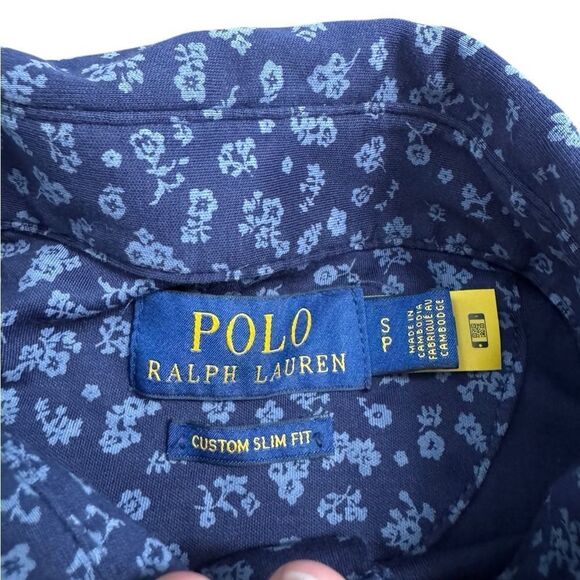 POLO
RALPH LAUREN
CUSTOM SLIM FIT
S
P
MADE IN
CAMBODIA
FABRIQUÉ AU
CAMBODGE